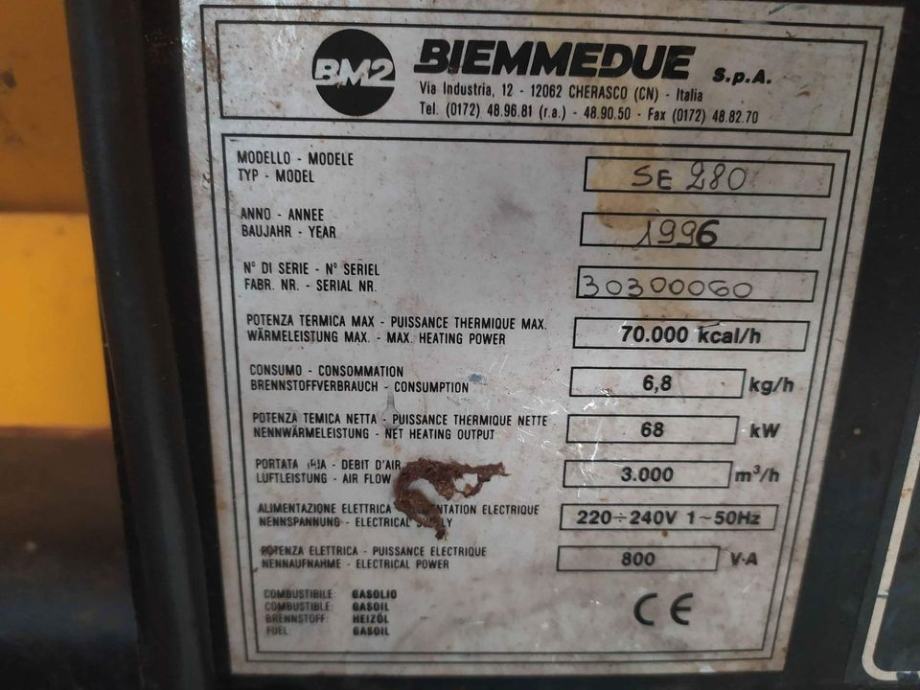 BM2 BIEMMEDUE S.p.A.
Via Industria, 12 - 12062 CHERASCO (CN) - Italia
Tel. (0172) 48.96.81 (r.a.) - 48.90.50 - Fax (0172) 48.82.70
MODELLO - MODELE
TYP - MODEL
SE 280
ANNO - ANNEE
BAUJAHR - YEAR
1996
N° DI SERIE - N° SERIEL
FABR. NR. - SERIAL NR.
30300060
POTENZA TERMICA MAX - PUISSANCE THERMIQUE MAX.
WÄRMELEISTUNG MAX. - MAX. HEATING POWER
70.000 kcal/h
CONSUMO - CONSOMMATION
BRENNSTOFFVERBRAUCH - CONSUMPTION
6,8 kg/h
POTENZA TEMICA NETTA - PUISSANCE THERMIQUE NETTE
NENNWÄRMELEISTUNG - NET HEATING OUTPUT
68 kW
PORTATA - DEBIT D'AIR
LUFTLEISTUNG - AIR FLOW
3.000 m³/h
ALIMENTAZIONE ELETTRICA ELECTRIQUE
NENNSPANNUNG - ELECTRICAL
220÷240V 1~50Hz
POTENZA ELETTRICA - PUISSANCE ELECTRIQUE
NENNAUFNAHME - ELECTRICAL POWER
800 V·A
COMBUSTIBILE: GASOLIO
COMBUSTIBLE: GASOIL
BRENNSTOFF: HEIZÖL
FUEL: GASOIL
CE